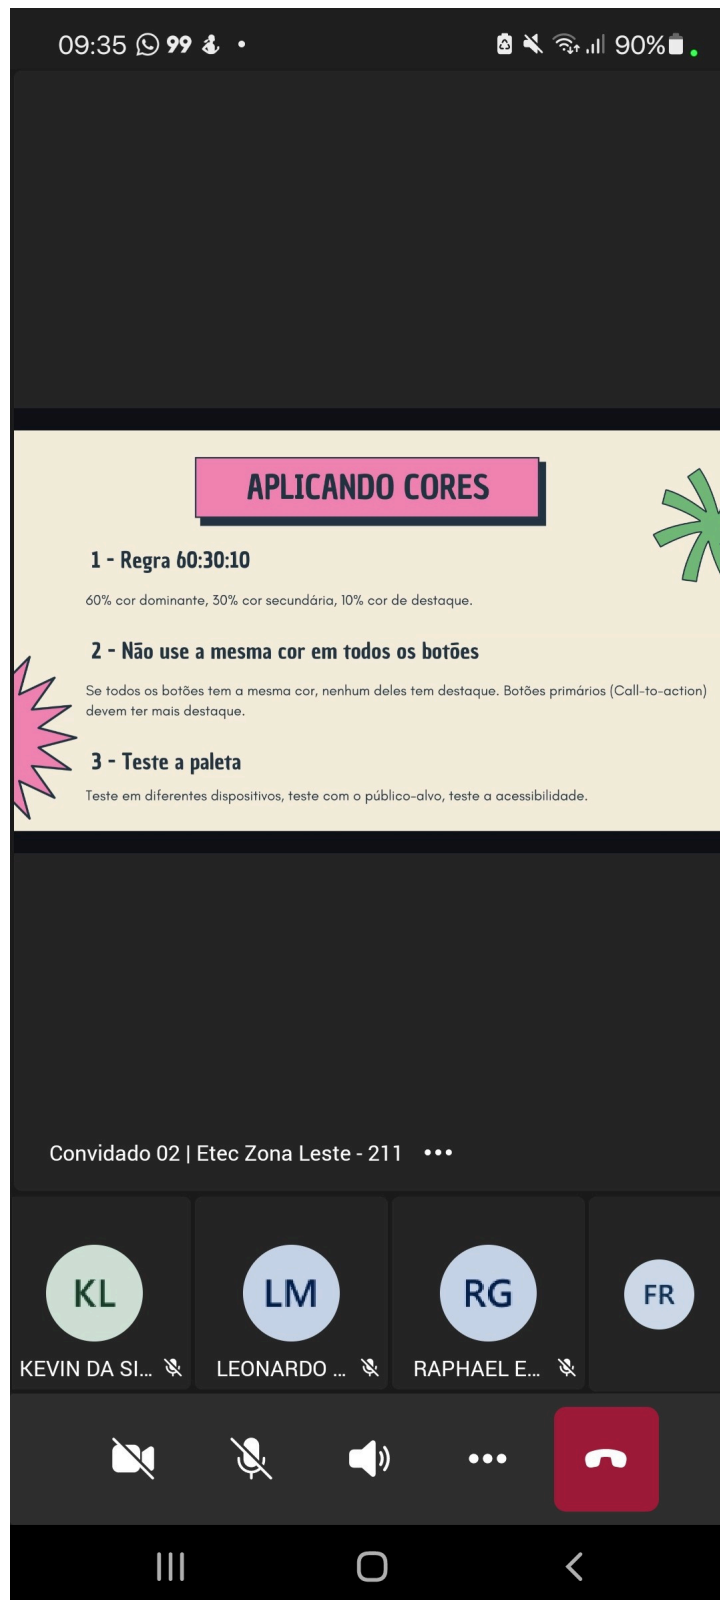 09:35 99
90%
APLICANDO CORES
1 - Regra 60:30:10
60% cor dominante, 30% cor secundária, 10% cor de destaque.
2 - Não use a mesma cor em todos os botões
Se todos os botões tem a mesma cor, nenhum deles tem destaque. Botões primários (Call-to-action)
devem ter mais destaque.
3 - Teste a paleta
Teste em diferentes dispositivos, teste com o público-alvo, teste a acessibilidade.
Convidado 02 | Etec Zona Leste - 211 •••
KL LM RG FR
KEVIN DA SI... LEONARDO ... RAPHAEL E...